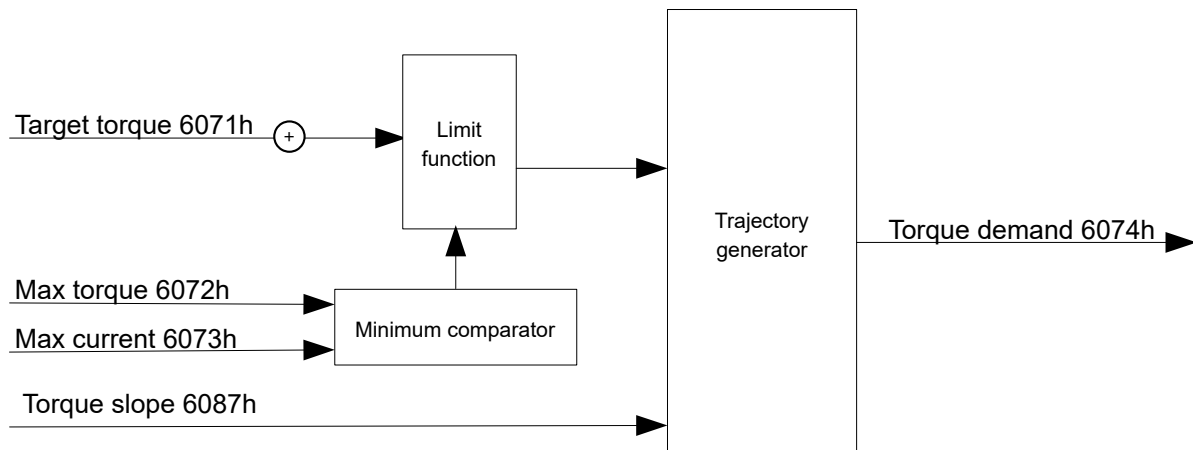 Target torque 6071h
+
Limit
function
Trajectory
generator
Torque demand 6074h
Max torque 6072h
Max current 6073h
Minimum comparator
Torque slope 6087h